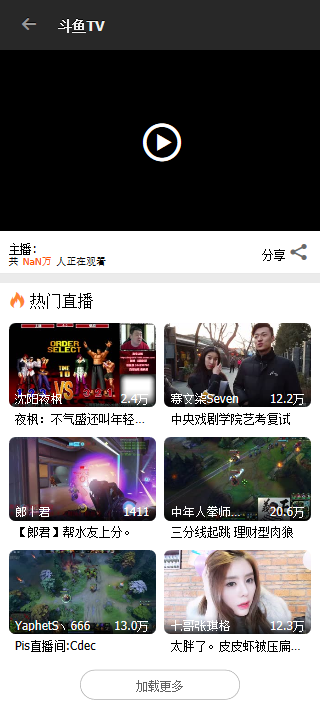 斗鱼TV
主播：
共 NaN万 人正在观看
分享
热门直播
ORDER SELECT
TIME TO
VS
沈阳夜枫 2.4万
夜枫：不气盛还叫年轻...
寒文柒Seven 12.2万
中央戏剧学院艺考复试
郎丨君 1411
【郎君】帮水友上分。
中年人拳师... 20.6万
三分线起跳 理财型肉狼
YaphetS丶666 13.0万
Pis直播间:Cdec
七哥张琪格 12.3万
太胖了。皮皮虾被压扁...
加载更多